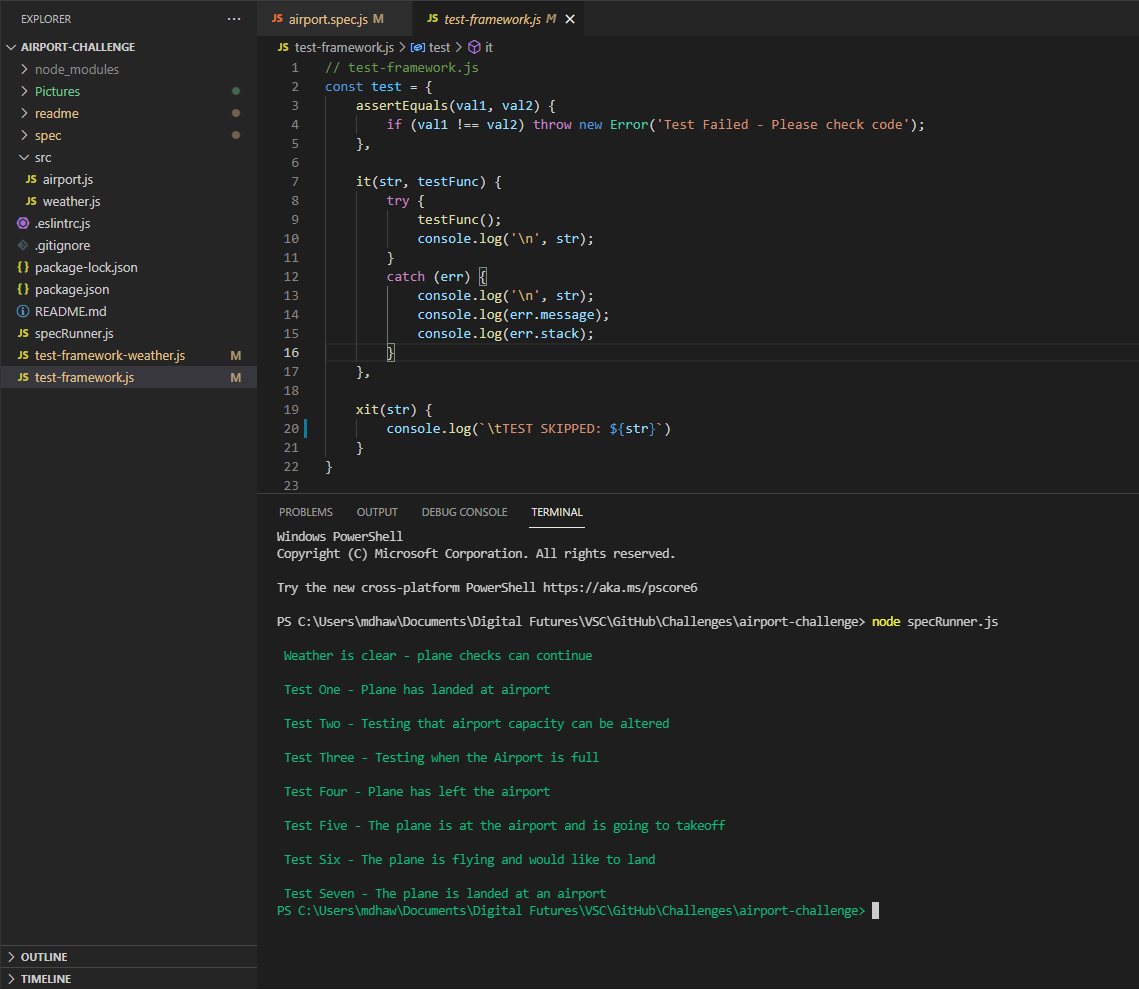 EXPLORER
AIRPORT-CHALLENGE
node_modules
Pictures
readme
spec
src
JS airport.js
JS weather.js
.eslintrc.js
.gitignore
{} package-lock.json
{} package.json
README.md
JS specRunner.js
JS test-framework-weather.js M
JS test-framework.js M
OUTLINE
TIMELINE
JS airport.spec.js M
JS test-framework.js M
JS test-framework.js > test > it
1 // test-framework.js
2 const test = {
3 assertEquals(val1, val2) {
4 if (val1 !== val2) throw new Error('Test Failed - Please check code');
5 },
6
7 it(str, testFunc) {
8 try {
9 testFunc();
10 console.log('\n', str);
11 }
12 catch (err) {
13 console.log('\n', str);
14 console.log(err.message);
15 console.log(err.stack);
16 }
17 },
18
19 xit(str) {
20 console.log(`\tTEST SKIPPED: ${str}`)
21 }
22 }
23
PROBLEMS OUTPUT DEBUG CONSOLE TERMINAL
Windows PowerShell
Copyright (C) Microsoft Corporation. All rights reserved.
Try the new cross-platform PowerShell https://aka.ms/pscore6
PS C:\Users\mdhaw\Documents\Digital Futures\VSC\GitHub\Challenges\airport-challenge> node specRunner.js
Weather is clear - plane checks can continue
Test One - Plane has landed at airport
Test Two - Testing that airport capacity can be altered
Test Three - Testing when the Airport is full
Test Four - Plane has left the airport
Test Five - The plane is at the airport and is going to takeoff
Test Six - The plane is flying and would like to land
Test Seven - The plane is landed at an airport
PS C:\Users\mdhaw\Documents\Digital Futures\VSC\GitHub\Challenges\airport-challenge>